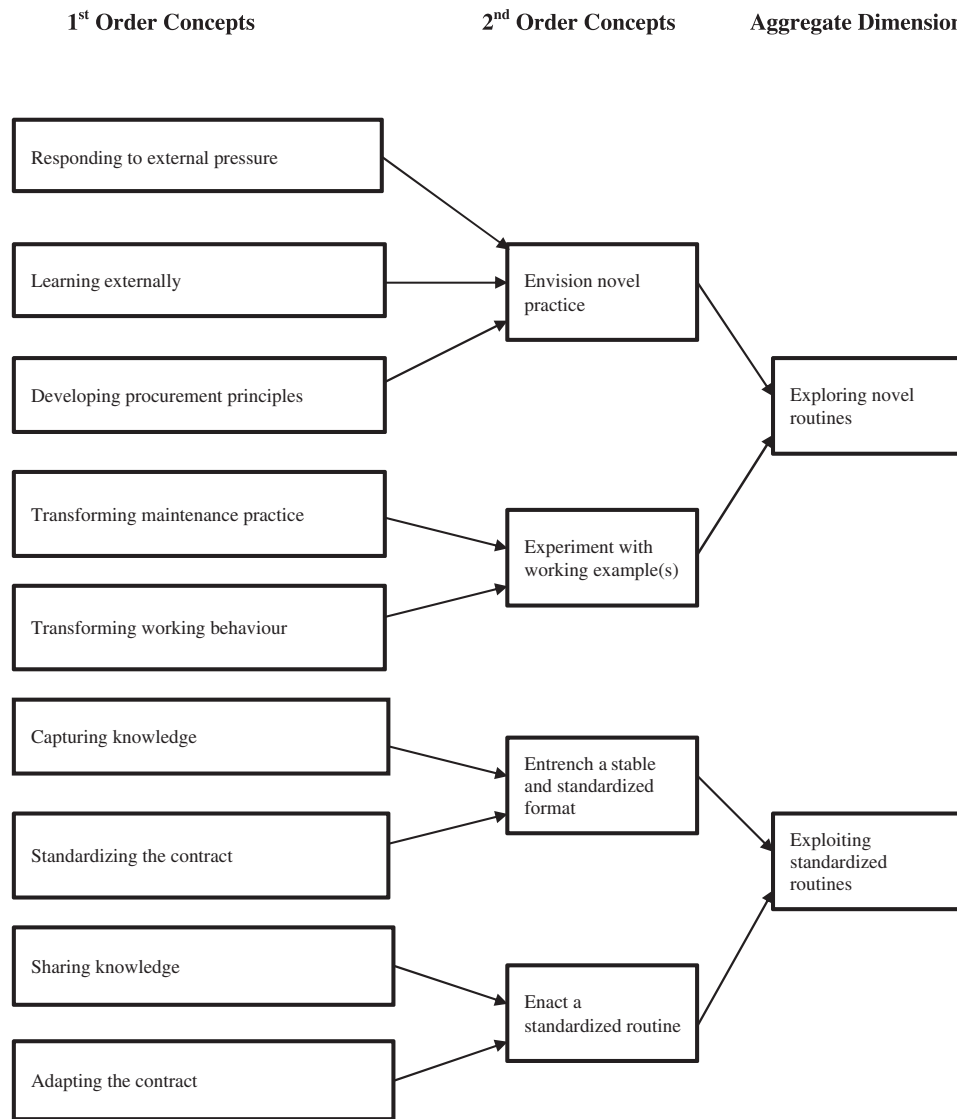 1st Order Concepts
2nd Order Concepts
Aggregate Dimension
Responding to external pressure
Learning externally
Developing procurement principles
Transforming maintenance practice
Transforming working behaviour
Capturing knowledge
Standardizing the contract
Sharing knowledge
Adapting the contract
Envision novel
practice
Experiment with
working example(s)
Entrench a stable
and standardized
format
Enact a
standardized routine
Exploring novel
routines
Exploiting
standardized
routines